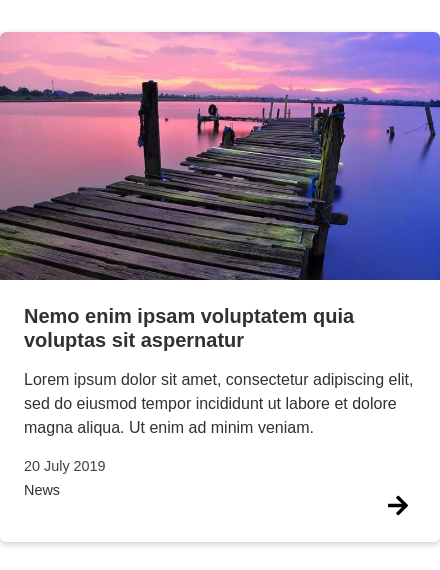 Nemo enim ipsam voluptatem quia
voluptas sit aspernatur
Lorem ipsum dolor sit amet, consectetur adipiscing elit,
sed do eiusmod tempor incididunt ut labore et dolore
magna aliqua. Ut enim ad minim veniam.
20 July 2019
News